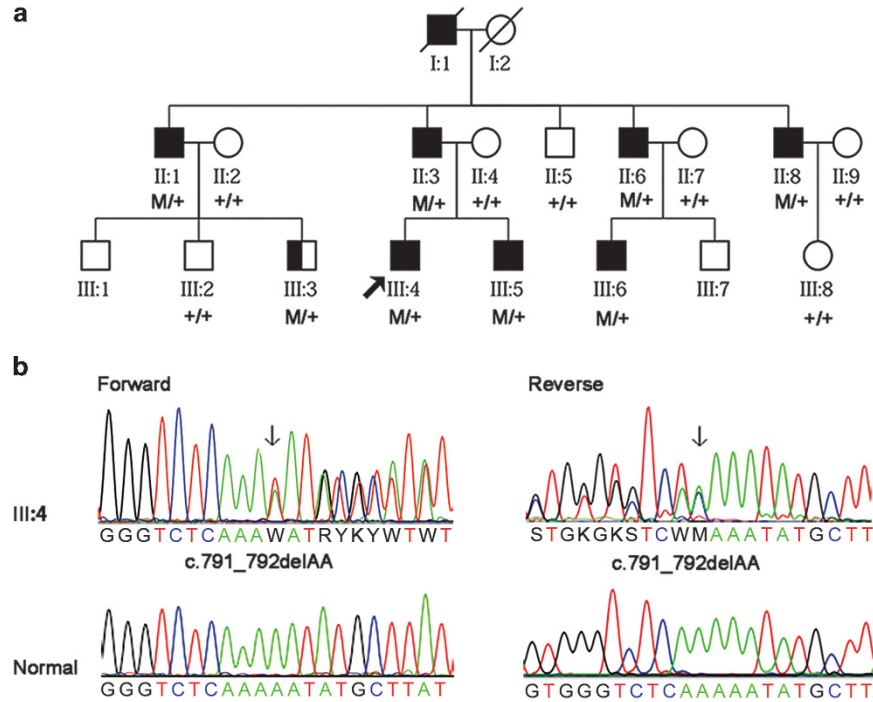 a
I:1 I:2
II:1 II:2 II:3 II:4 II:5 II:6 II:7 II:8 II:9
M/+ +/+ M/+ +/+ +/+ M/+ +/+ M/+ +/+
III:1 III:2 III:3 III:4 III:5 III:6 III:7 III:8
+/+ M/+ M/+ M/+ M/+ +/+
b
Forward Reverse
III:4
GGGTCTCAAAWATRYKYWTWT STGKGKSTCWMAAATATGCTT
c.791_792delAA c.791_792delAA
Normal
GGGTCTCAAAAATATGCTTAT GTGGGTCTCAAAAATATGCTT